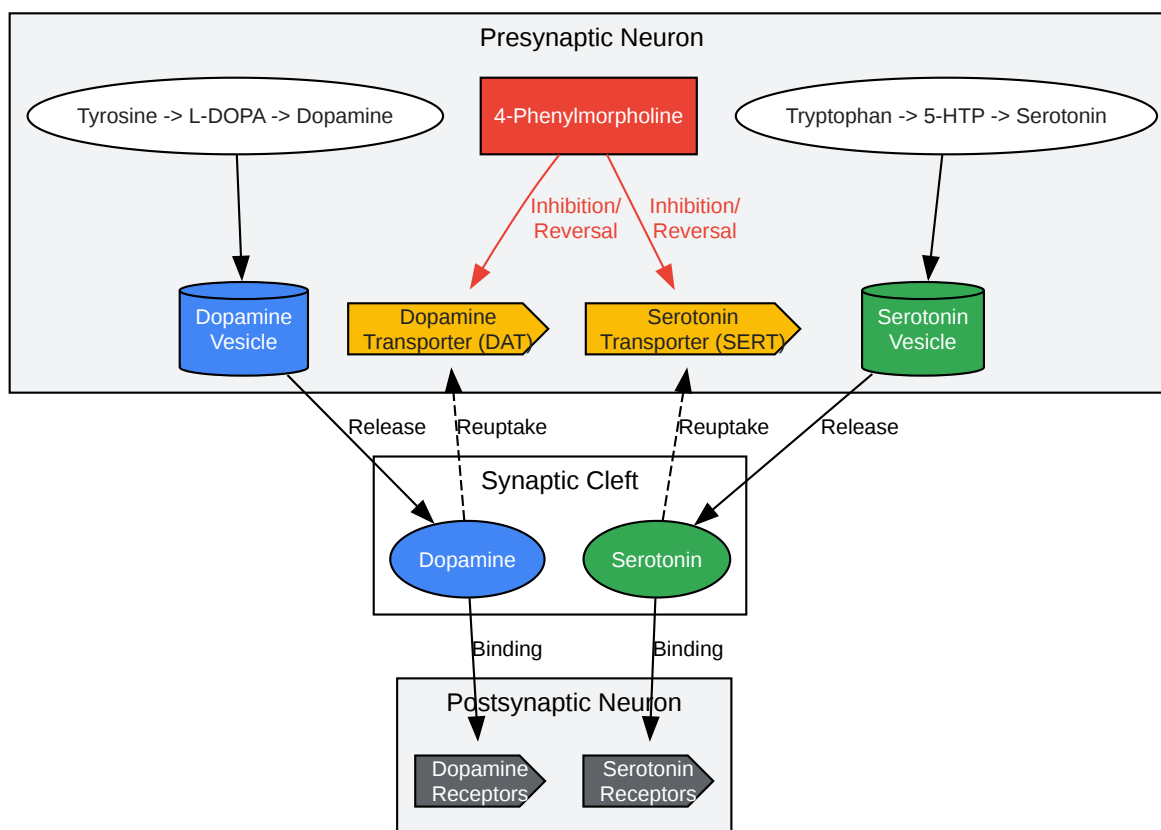 Presynaptic Neuron
Tyrosine -> L-DOPA -> Dopamine
4-Phenylmorpholine
Tryptophan -> 5-HTP -> Serotonin
Inhibition/
Reversal
Inhibition/
Reversal
Dopamine
Vesicle
Dopamine
Transporter (DAT)
Serotonin
Transporter (SERT)
Serotonin
Vesicle
Release
Reuptake
Reuptake
Release
Synaptic Cleft
Dopamine
Serotonin
Binding
Binding
Postsynaptic Neuron
Dopamine
Receptors
Serotonin
Receptors